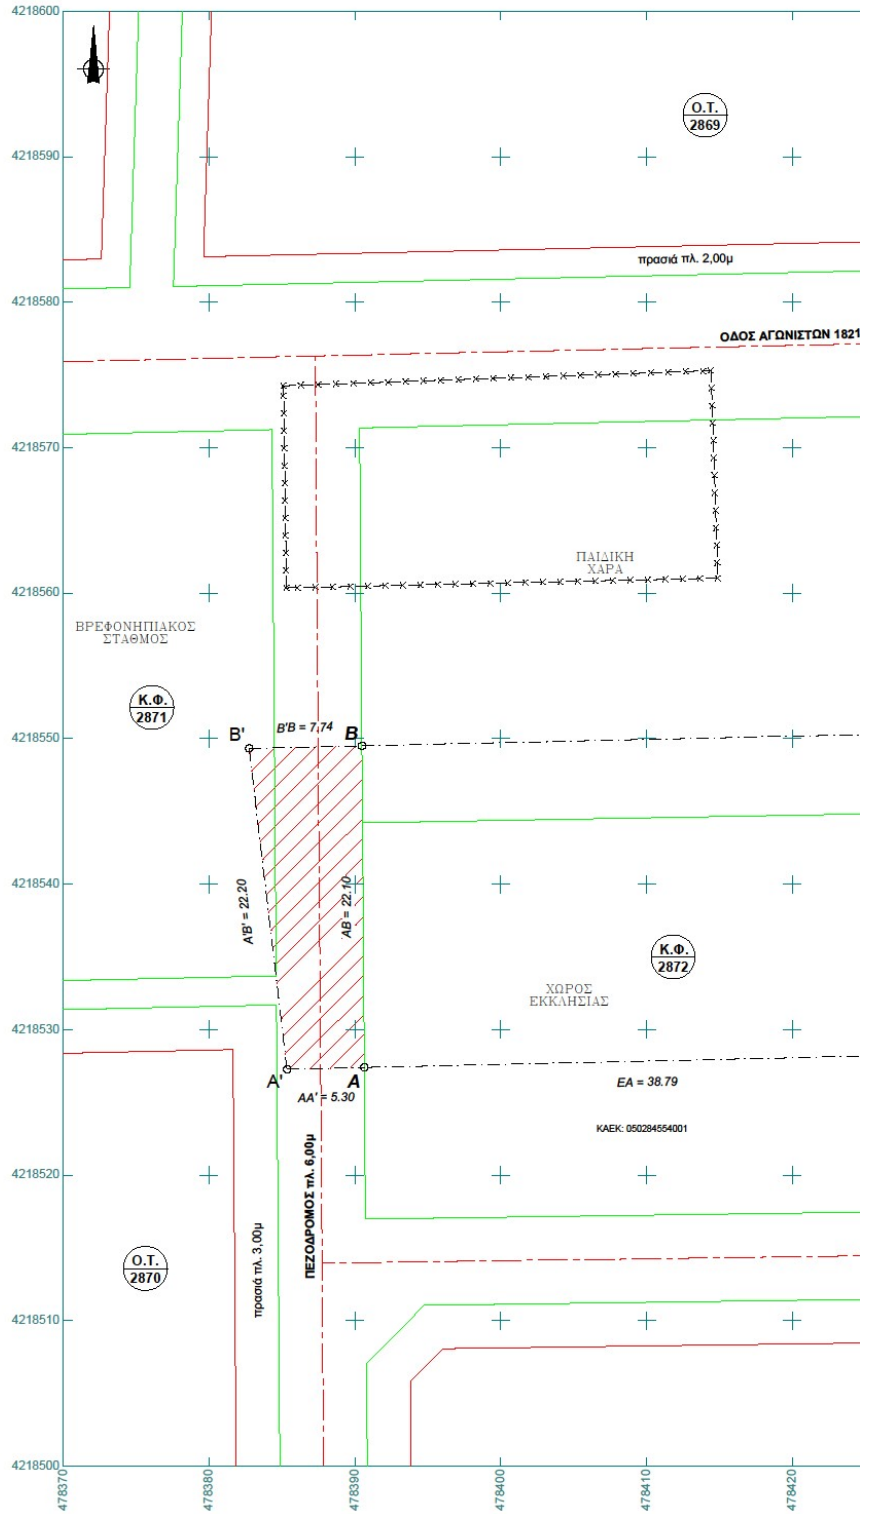 4218600
Ο.Τ.
2869
4218590
πρασιά πλ. 2,00μ
4218580
ΟΔΟΣ ΑΓΩΝΙΣΤΩΝ 1821
4218570
ΠΑΙΔΙΚΗ
ΧΑΡΑ
4218560
ΒΡΕΦΟΝΗΠΙΑΚΟΣ
ΣΤΑΘΜΟΣ
Κ.Φ.
2871
B'
B'B = 7.74
B
4218550
4218540
A'B' = 22.20
AB = 22.10
Κ.Φ.
2872
ΧΩΡΟΣ
ΕΚΚΛΗΣΙΑΣ
4218530
A'
A
AA' = 5.30
EA = 38.79
ΚΑΕΚ: 050284554001
4218520
ΠΕΖΟΔΡΟΜΟΣ πλ. 6,00μ
πρασιά πλ. 3,00μ
Ο.Τ.
2870
4218510
4218500
478370
478380
478390
478400
478410
478420